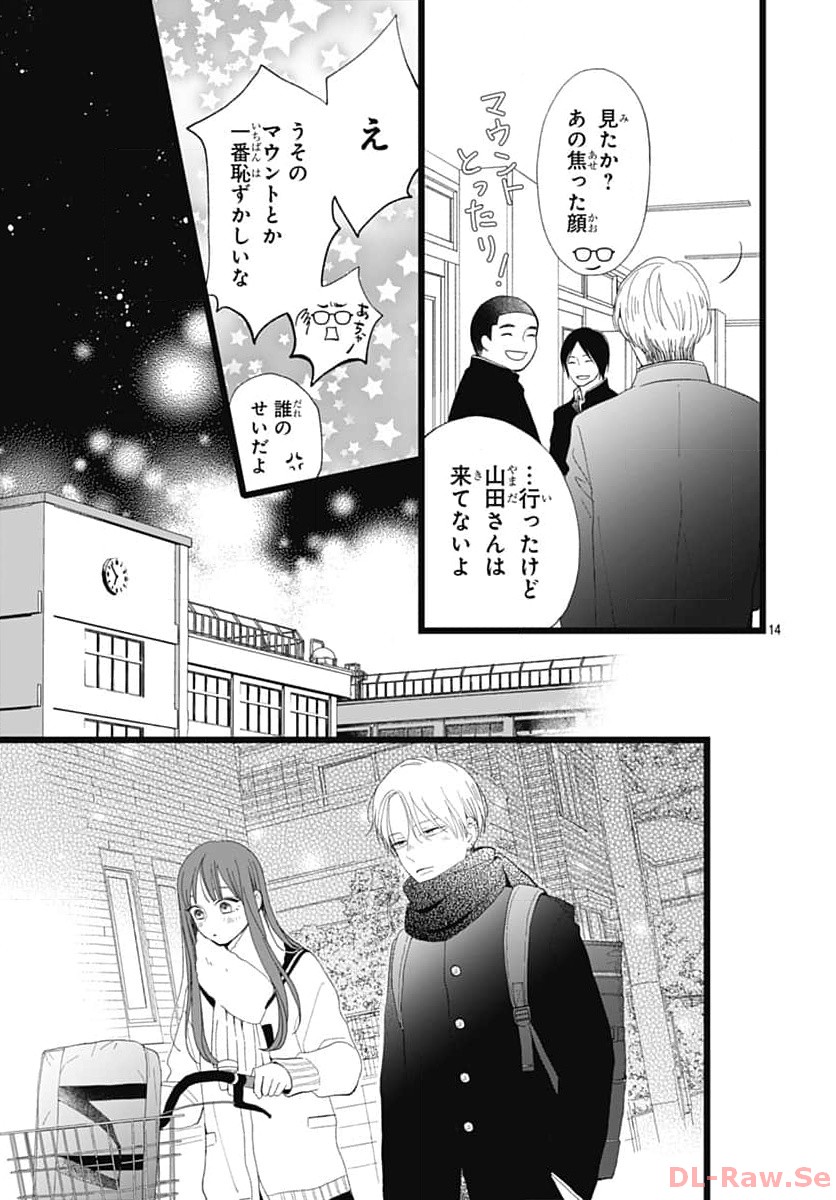 見たか？
あの焦った顔
マウント
とったり！
…行ったけど
山田さんは
来てないよ
え
うその
マウントとか
一番恥ずかしいな
あちゃー
誰の
せいだよ
14
DL-Raw.Se